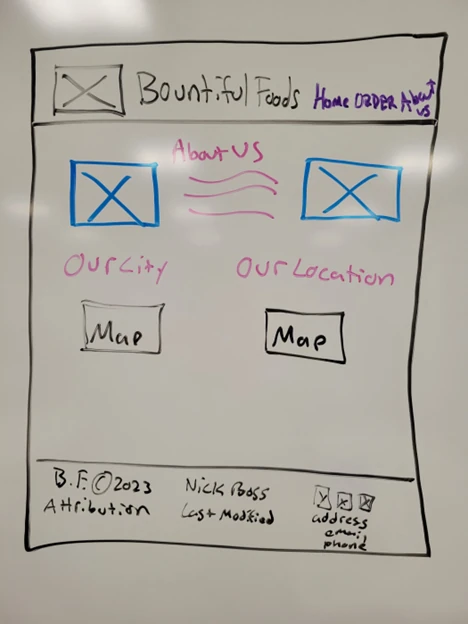 Bountiful Foods
Home ORDER About
US
About US
Our City
Our Location
Map
Map
B.F. © 2023
Attribution
Nick Boss
Last Modified
address
email
phone